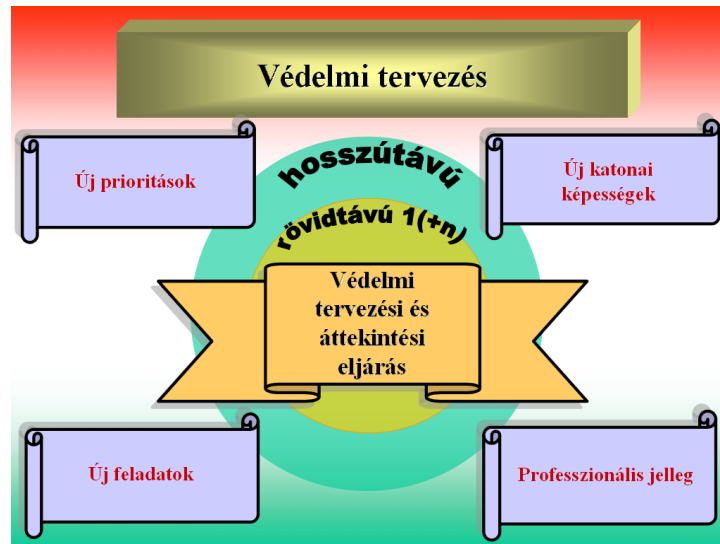 Védelmi tervezés
Új prioritások
Új katonai
képességek
hosszútávú
rövidtávú 1(+n)
Védelmi
tervezési és
áttekintési
eljárás
Új feladatok
Professzionális jelleg